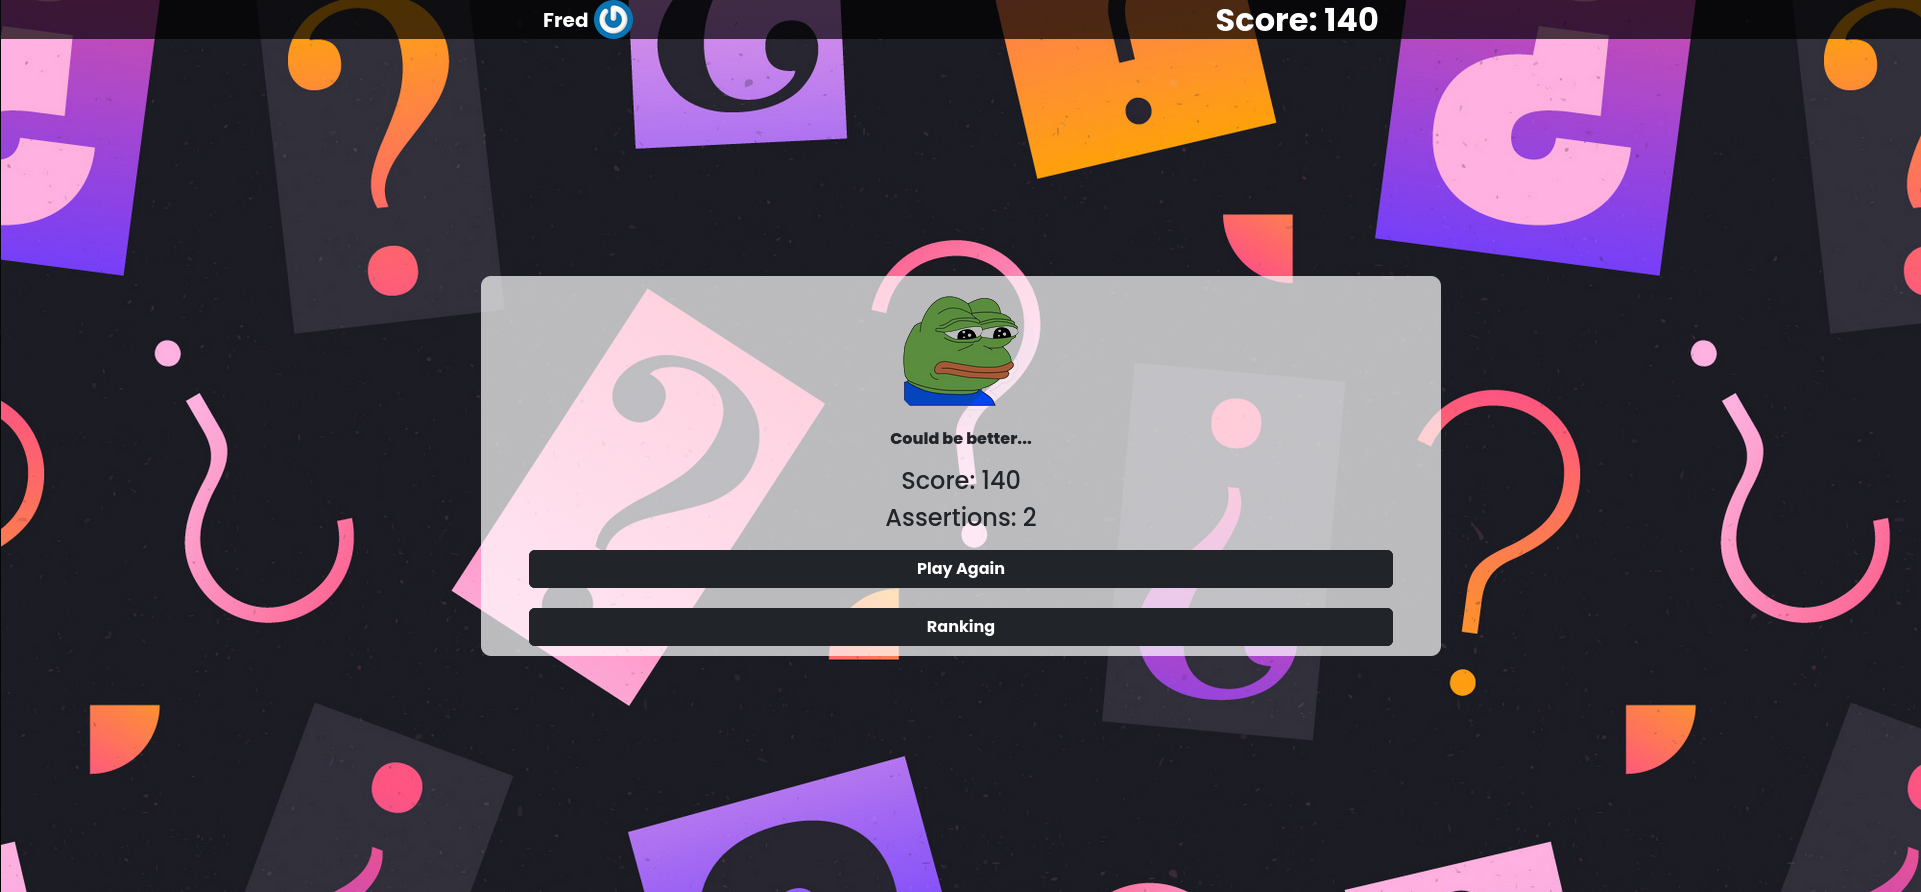 Fred
Score: 140
Could be better...
Score: 140
Assertions: 2
Play Again
Ranking